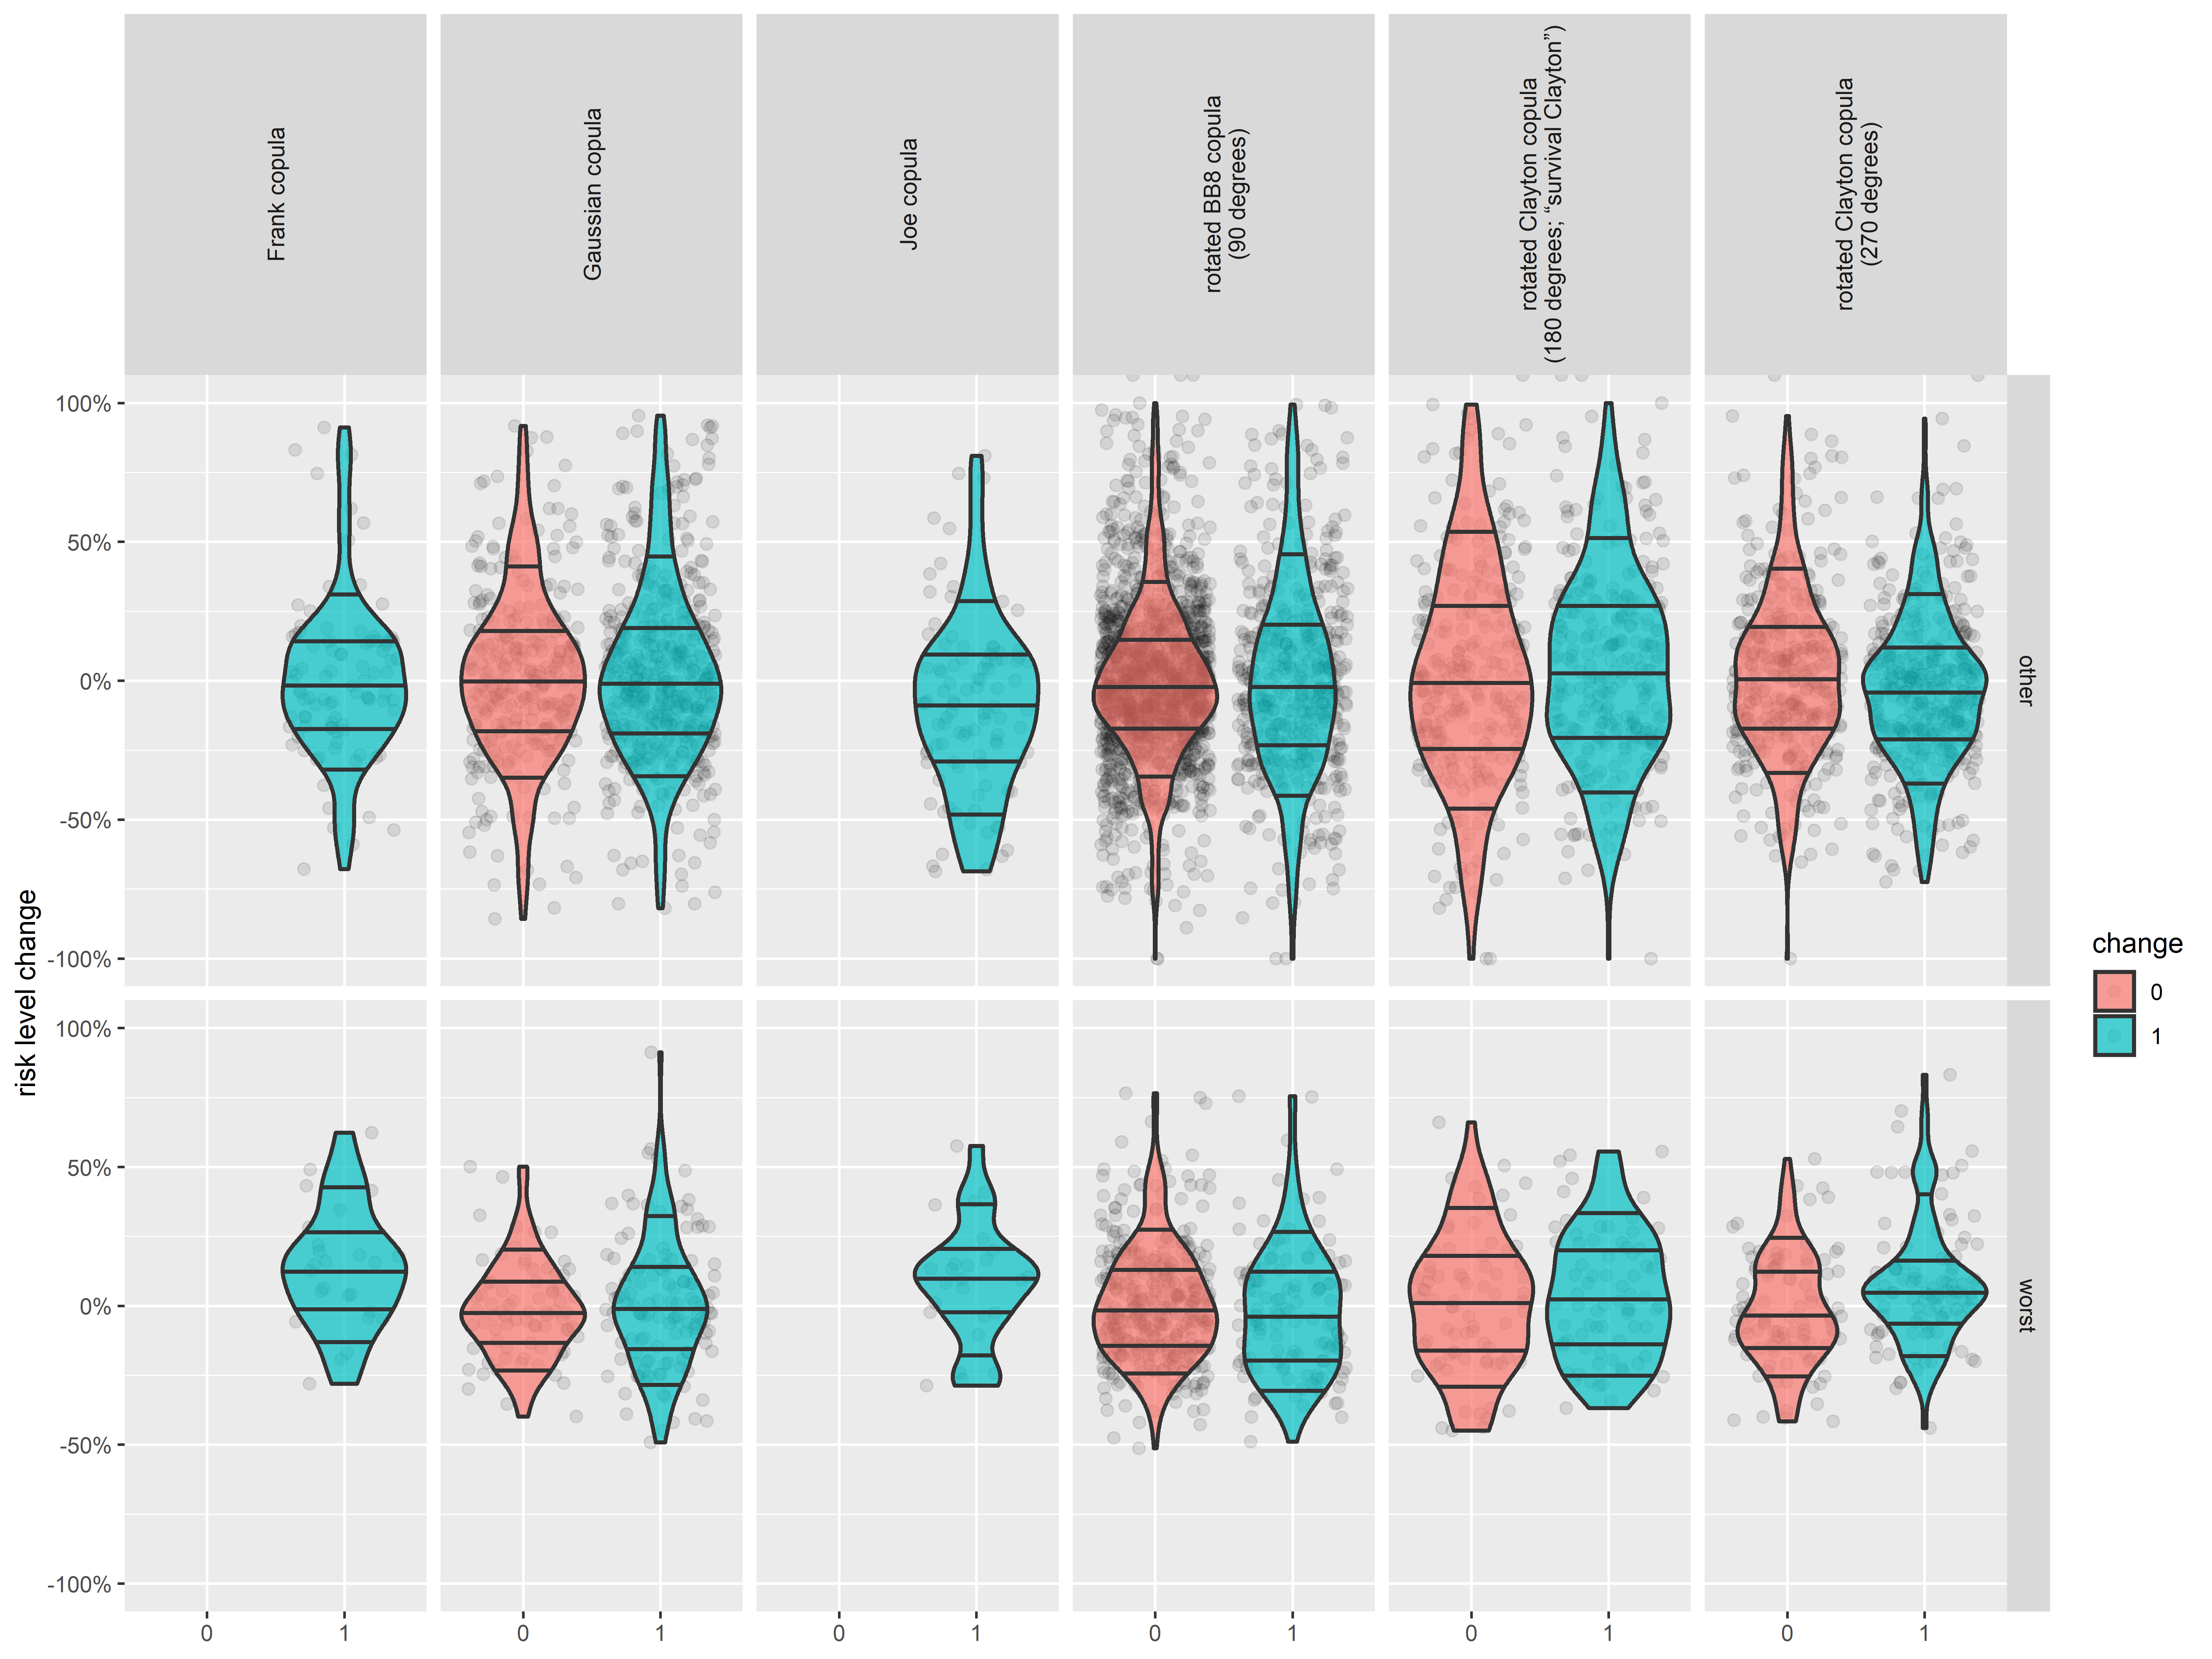 Frank copula
Gaussian copula
Joe copula
rotated BB8 copula
(90 degrees)
rotated Clayton copula
(180 degrees; “survival Clayton”)
rotated Clayton copula
(270 degrees)
risk level change
100%
50%
0%
-50%
-100%
other
100%
50%
0%
-50%
-100%
worst
0 1 0 1 0 1 0 1 0 1 0 1
change
0
1